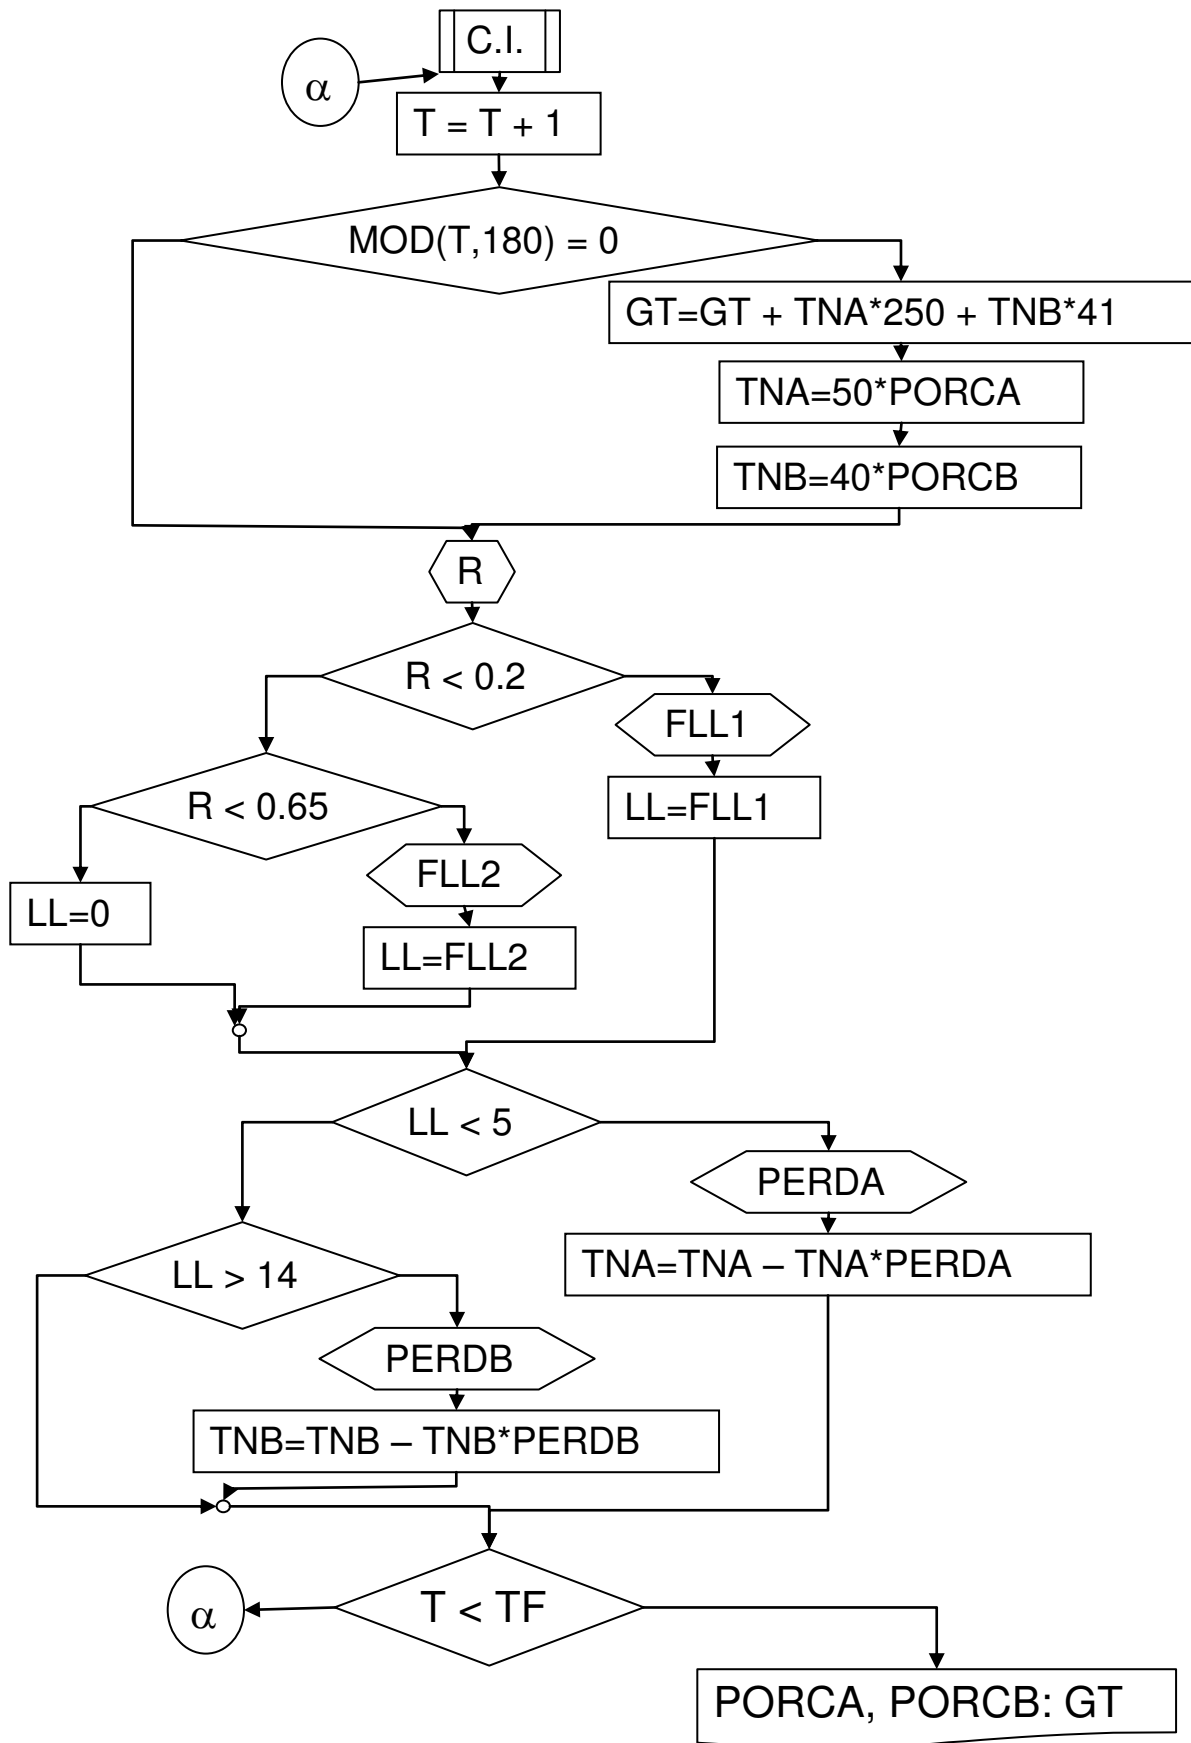 C.I.
α
T = T + 1
MOD(T,180) = 0
GT=GT + TNA*250 + TNB*41
TNA=50*PORCA
TNB=40*PORCB
R
R < 0.2
FLL1
LL=FLL1
R < 0.65
FLL2
LL=0
LL=FLL2
LL < 5
PERDA
TNA=TNA – TNA*PERDA
LL > 14
PERDB
TNB=TNB – TNB*PERDB
α
T < TF
PORCA, PORCB: GT